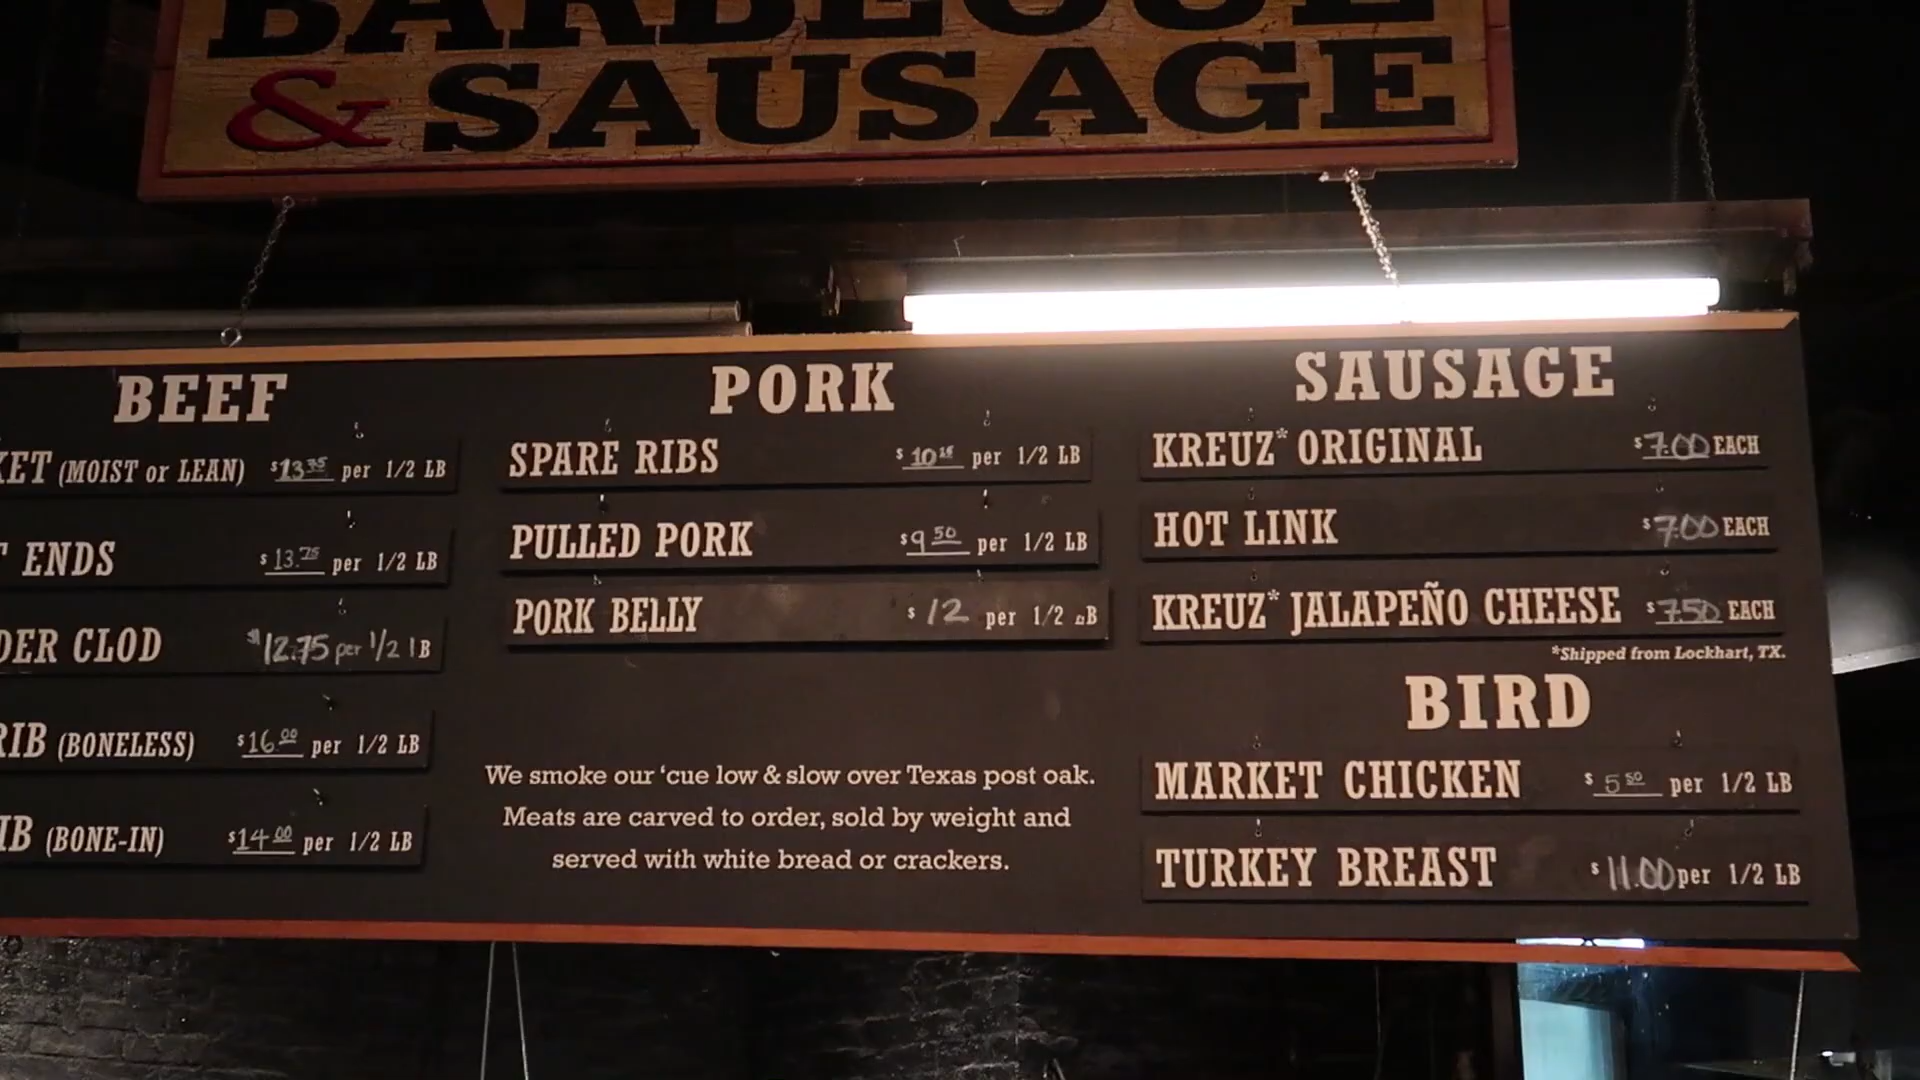 BARBECUE
& SAUSAGE
BEEF
KET (MOIST or LEAN) $13.35 per 1/2 LB
ENDS $13.75 per 1/2 LB
DER CLOD $12.75 per 1/2 lB
RIB (BONELESS) $16.00 per 1/2 LB
IB (BONE-IN) $14.00 per 1/2 LB
PORK
SPARE RIBS $ per 1/2 LB
PULLED PORK $9.50 per 1/2 LB
PORK BELLY $12 per 1/2 LB
We smoke our ‘cue low & slow over Texas post oak.
Meats are carved to order, sold by weight and
served with white bread or crackers.
SAUSAGE
KREUZ* ORIGINAL $7.00 EACH
HOT LINK $7.00 EACH
KREUZ* JALAPEÑO CHEESE $7.50 EACH
*Shipped from Lockhart, TX.
BIRD
MARKET CHICKEN $5.50 per 1/2 LB
TURKEY BREAST $11.00 per 1/2 LB